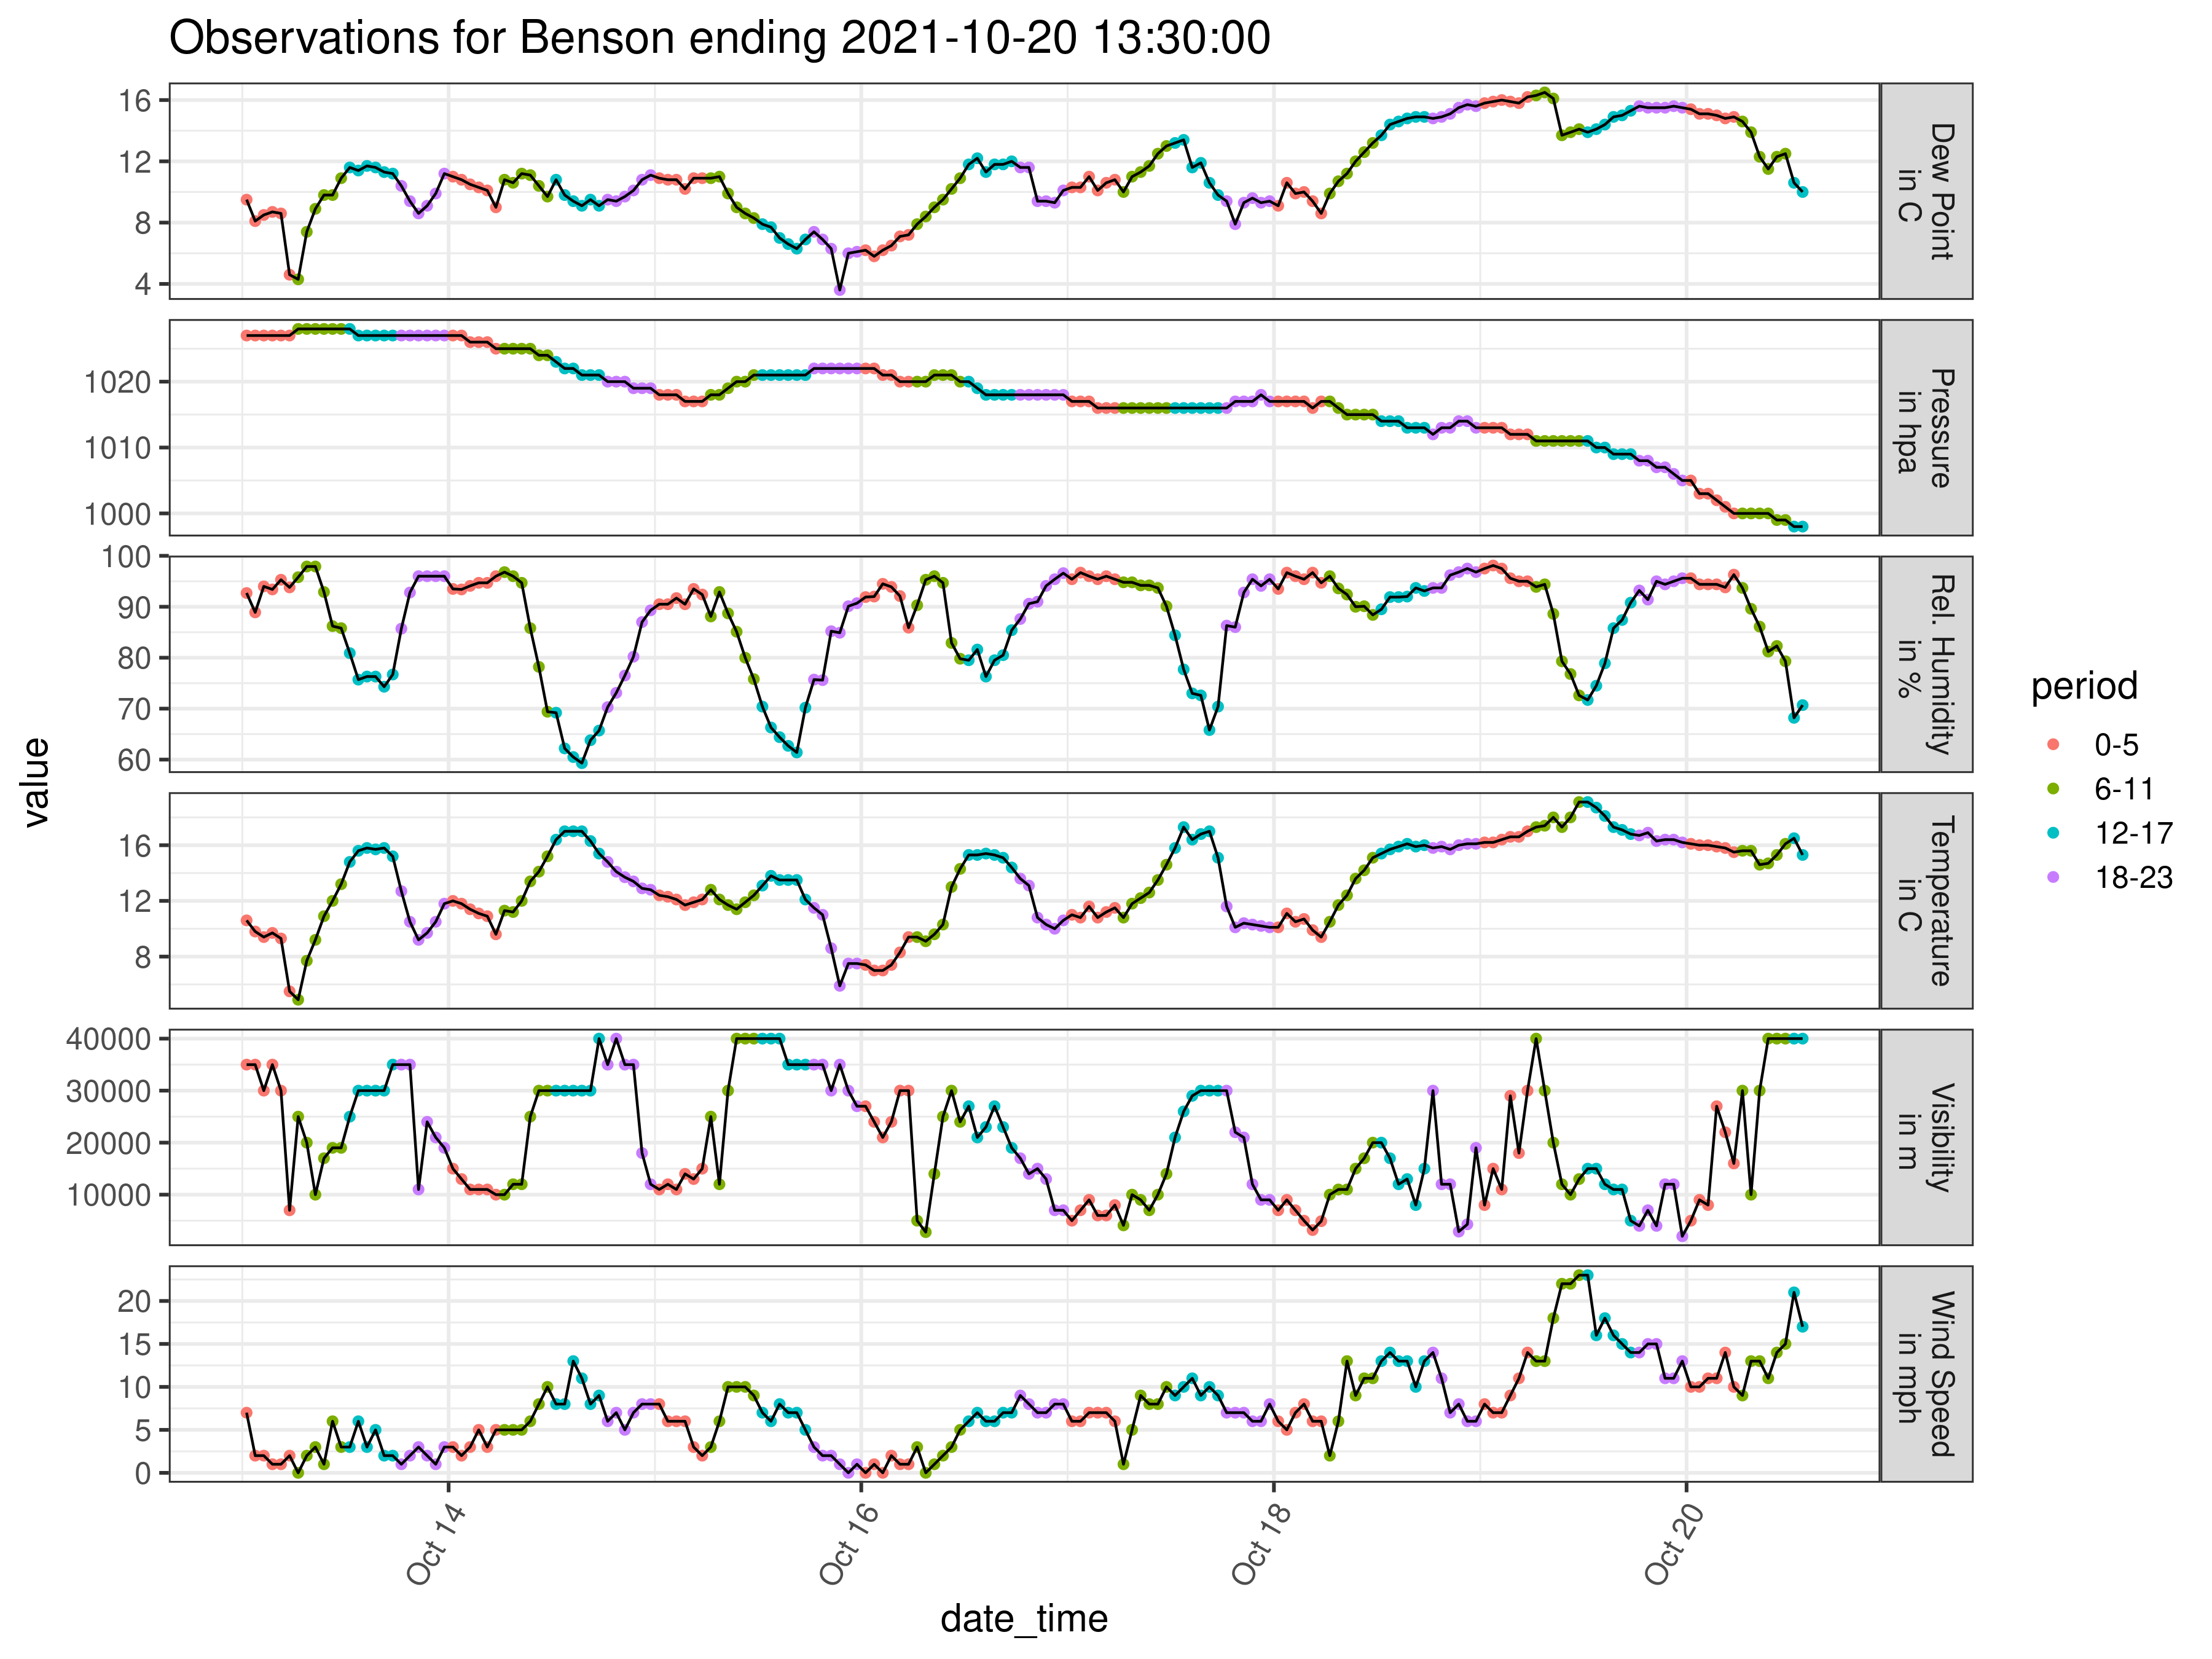 Observations for Benson ending 2021-10-20 13:30:00
value
16
12
8
4
Dew Point
in C
1020
1010
1000
Pressure
in hpa
100
90
80
70
60
Rel. Humidity
in %
16
12
8
Temperature
in C
40000
30000
20000
10000
Visibility
in m
20
15
10
5
0
Wind Speed
in mph
Oct 14
Oct 16
Oct 18
Oct 20
date_time
period
0-5
6-11
12-17
18-23